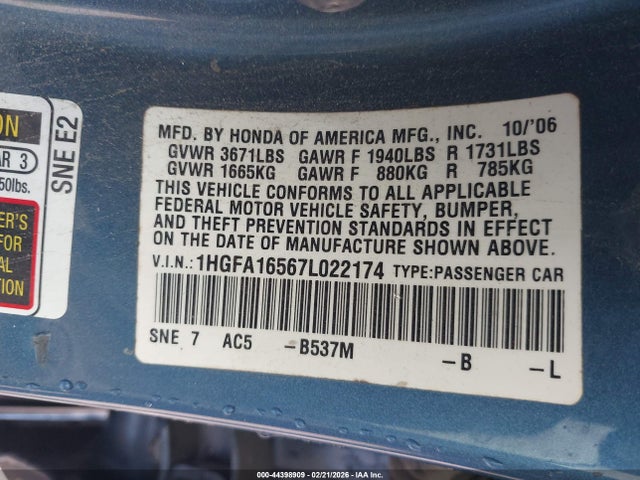 ON
AR 3
50lbs.
ER'S
FOR
AL
TION
SNE E2
MFD. BY HONDA OF AMERICA MFG., INC. 10/'06
GVWR 3671LBS GAWR F 1940LBS R 1731LBS
GVWR 1665KG GAWR F 880KG R 785KG
THIS VEHICLE CONFORMS TO ALL APPLICABLE
FEDERAL MOTOR VEHICLE SAFETY, BUMPER,
AND THEFT PREVENTION STANDARDS IN EFFECT
ON THE DATE OF MANUFACTURE SHOWN ABOVE.
V.I.N.: 1HGFA16567L022174 TYPE:PASSENGER CAR
SNE 7 AC5 –B537M –B –L
000-44398909 - 02/21/2026 - IAA Inc.